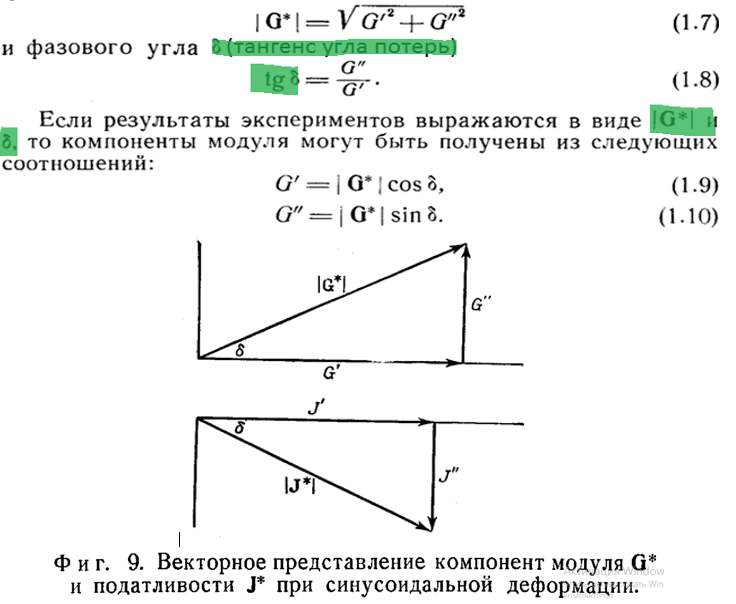 |G*| = √G′² + G″² (1.7)
и фазового угла δ (тангенс угла потерь)
tg δ = G″/G′. (1.8)
Если результаты экспериментов выражаются в виде |G*| и
δ, то компоненты модуля могут быть получены из следующих
соотношений:
G′ = | G* | cos δ, (1.9)
G″ = | G* | sin δ. (1.10)
|G*|
G″
δ
G′
J′
δ
J″
|J*|
Фиг. 9. Векторное представление компонент модуля G*
и податливости J* при синусоидальной деформации.
Активация Window